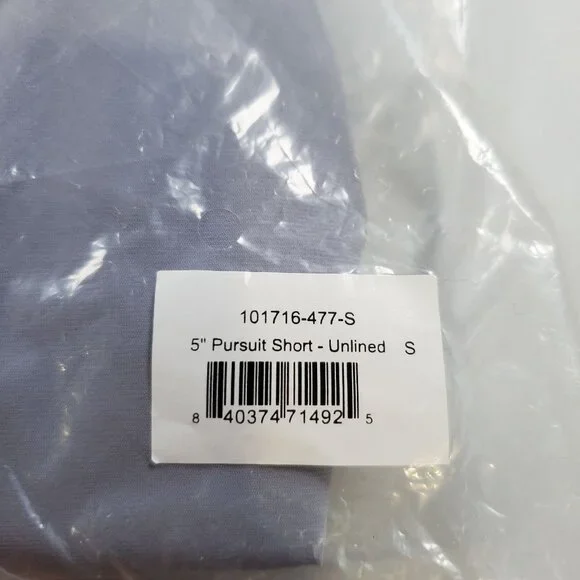 101716-477-S
5" Pursuit Short - Unlined S
8 40374 71492 5